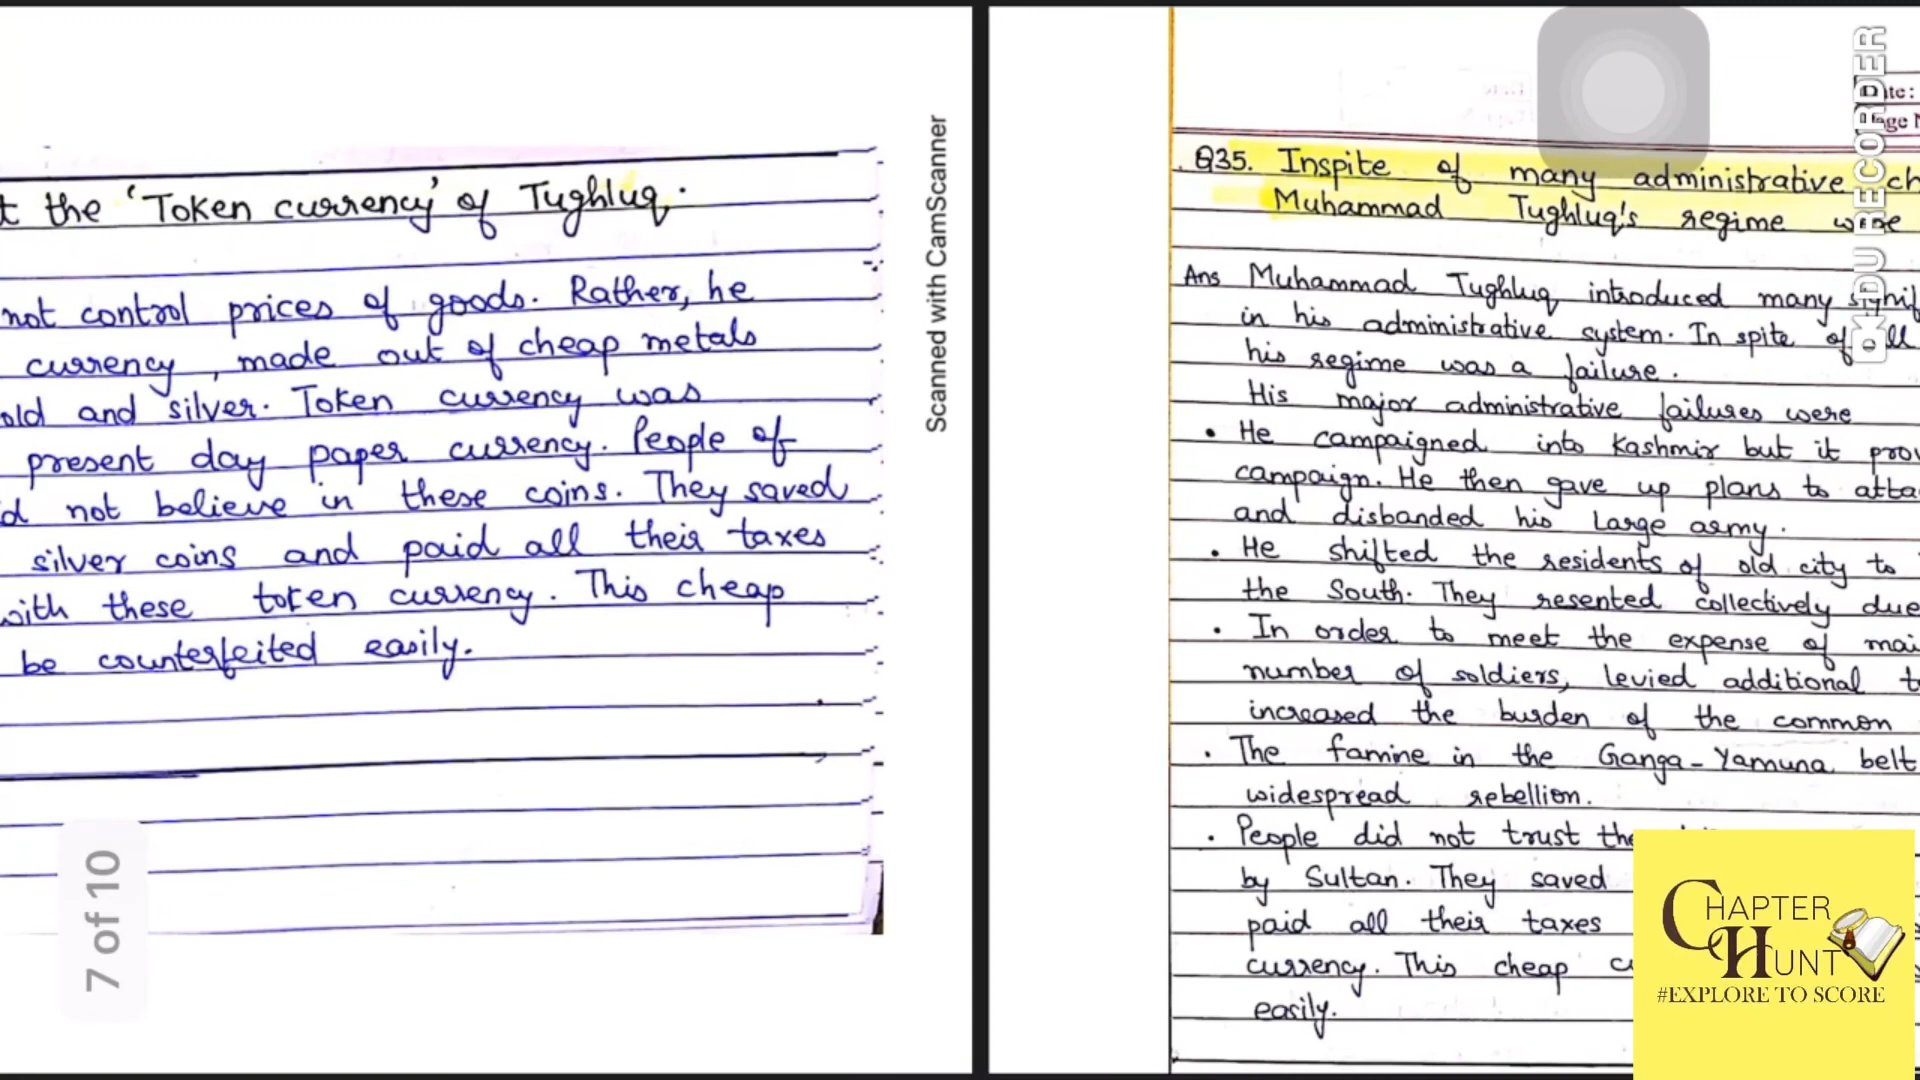 t the 'Token currency' of Tughluq.
not control prices of goods. Rather, he
currency, made out of cheap metals
old and silver. Token currency was
present day paper currency. People of
d not believe in these coins. They saved
silver coins and paid all their taxes
with these token currency. This cheap
be counterfeited easily.
7 of 10
Scanned with CamScanner
Q35. Inspite of many administrative ch
Muhammad Tughluq's regime were
Ans Muhammad Tughluq introduced many signif
in his administrative system. In spite of all
his regime was a failure.
His major administrative failures were
• He campaigned into Kashmir but it prov
campaign. He then gave up plans to atta
and disbanded his large army.
• He shifted the residents of old city to
the South. They resented collectively due
• In order to meet the expense of mai
number of soldiers, levied additional t
increased the burden of the common
• The famine in the Ganga-Yamuna belt
widespread rebellion.
• People did not trust the
by Sultan. They saved
paid all their taxes
currency. This cheap cu
easily.
DU RECORDER
CHAPTER
HUNT
#EXPLORE TO SCORE